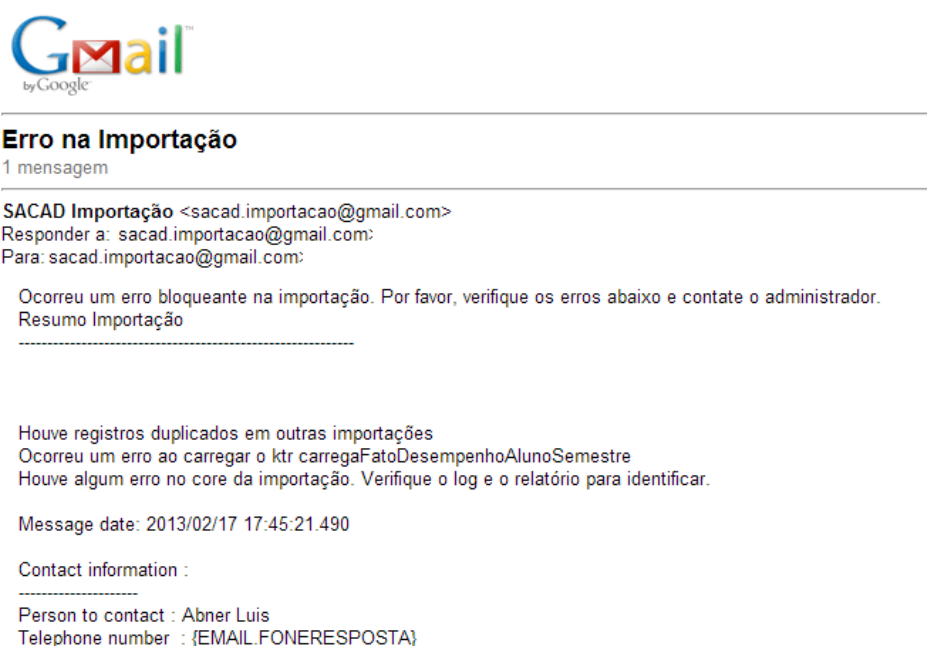 Gmail™
by Google™
Erro na Importação
1 mensagem
SACAD Importação <sacad.importacao@gmail.com>
Responder a: sacad.importacao@gmail.com>
Para: sacad.importacao@gmail.com>
Ocorreu um erro bloqueante na importação. Por favor, verifique os erros abaixo e contate o administrador.
Resumo Importação
-----------------------------------------------------------
Houve registros duplicados em outras importações
Ocorreu um erro ao carregar o ktr carregaFatoDesempenhoAlunoSemestre
Houve algum erro no core da importação. Verifique o log e o relatório para identificar.
Message date: 2013/02/17 17:45:21.490
Contact information :
---------------------
Person to contact : Abner Luis
Telephone number  : {EMAIL.FONERESPOSTA}